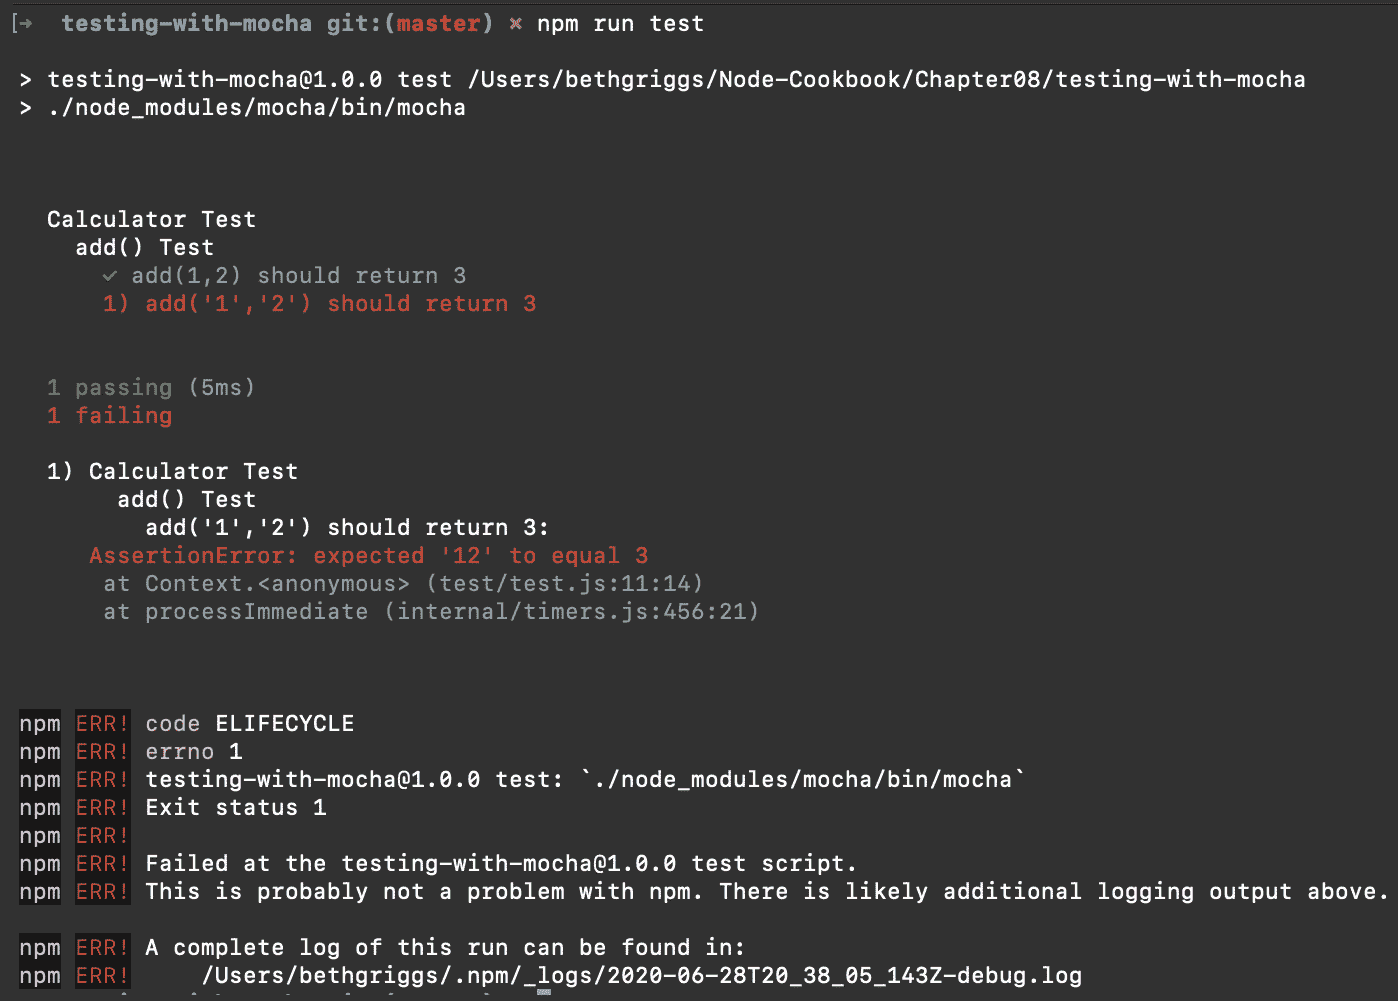 [→ testing-with-mocha git:(master) × npm run test
> testing-with-mocha@1.0.0 test /Users/bethgriggs/Node-Cookbook/Chapter08/testing-with-mocha
> ./node_modules/mocha/bin/mocha
Calculator Test
add() Test
✓ add(1,2) should return 3
1) add('1','2') should return 3
1 passing (5ms)
1 failing
1) Calculator Test
add() Test
add('1','2') should return 3:
AssertionError: expected '12' to equal 3
at Context.<anonymous> (test/test.js:11:14)
at processImmediate (internal/timers.js:456:21)
npm ERR! code ELIFECYCLE
npm ERR! errno 1
npm ERR! testing-with-mocha@1.0.0 test: `./node_modules/mocha/bin/mocha`
npm ERR! Exit status 1
npm ERR!
npm ERR! Failed at the testing-with-mocha@1.0.0 test script.
npm ERR! This is probably not a problem with npm. There is likely additional logging output above.
npm ERR! A complete log of this run can be found in:
npm ERR! /Users/bethgriggs/.npm/_logs/2020-06-28T20_38_05_143Z-debug.log